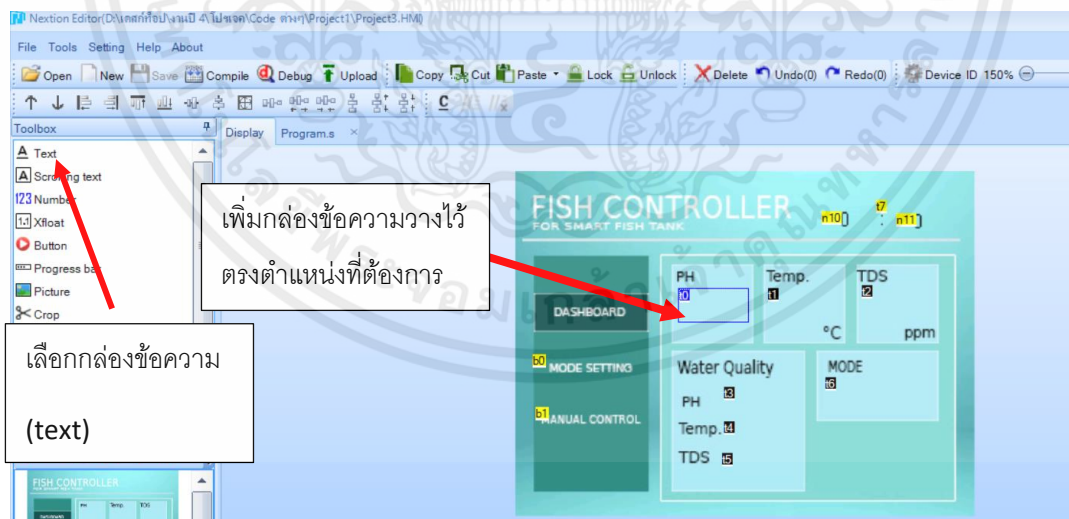 Nextion Editor(D:\เดสก์ท็อป\งานปี 4\โปรเจค\Code ต่างๆ\Project1\Project3.HMI)
File Tools Setting Help About
Open New Save Compile Debug Upload Copy Cut Paste Lock Unlock Delete Undo(0) Redo(0) Device ID 150%
Toolbox
Display Program.s ×
A Text
A Scrolling text
123 Number
1.1 Xfloat
Button
Progress bar
Picture
Crop
เพิ่มกล่องข้อความวางไว้
ตรงตำแหน่งที่ต้องการ
เลือกกล่องข้อความ
(text)
FISH CONTROLLER
FOR SMART FISH TANK
n10 t7 : n11
DASHBOARD
b0 MODE SETTING
b1 MANUAL CONTROL
PH Temp. TDS
t0 t1 t2
°C ppm
Water Quality
PH t3
Temp. t4
TDS t5
MODE
t6
FISH CONTROLLER
PH Temp. TDS
DASHBOARD